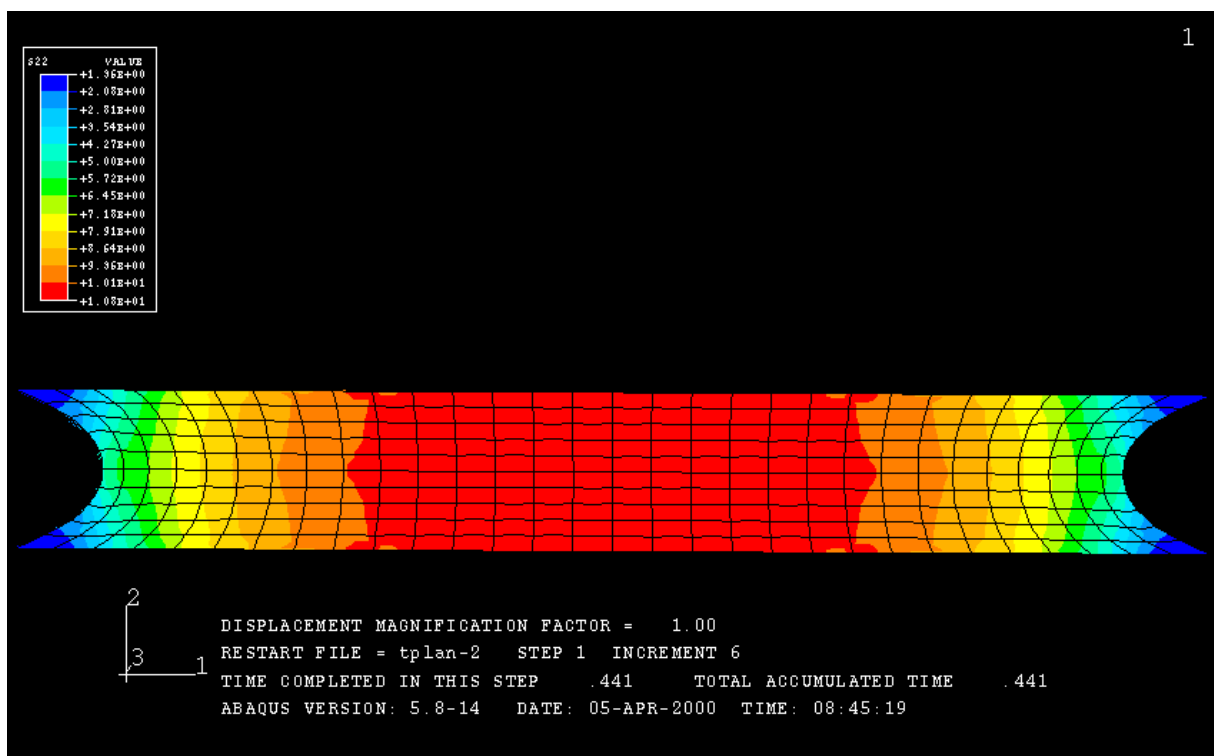 1
S22 VALUE
+1.36E+00
+2.08E+00
+2.81E+00
+3.54E+00
+4.27E+00
+5.00E+00
+5.72E+00
+6.45E+00
+7.18E+00
+7.91E+00
+8.64E+00
+9.36E+00
+1.01E+01
+1.08E+01
2
3 1
DISPLACEMENT MAGNIFICATION FACTOR = 1.00
RESTART FILE = tplan-2 STEP 1 INCREMENT 6
TIME COMPLETED IN THIS STEP .441 TOTAL ACCUMULATED TIME .441
ABAQUS VERSION: 5.8-14 DATE: 05-APR-2000 TIME: 08:45:19